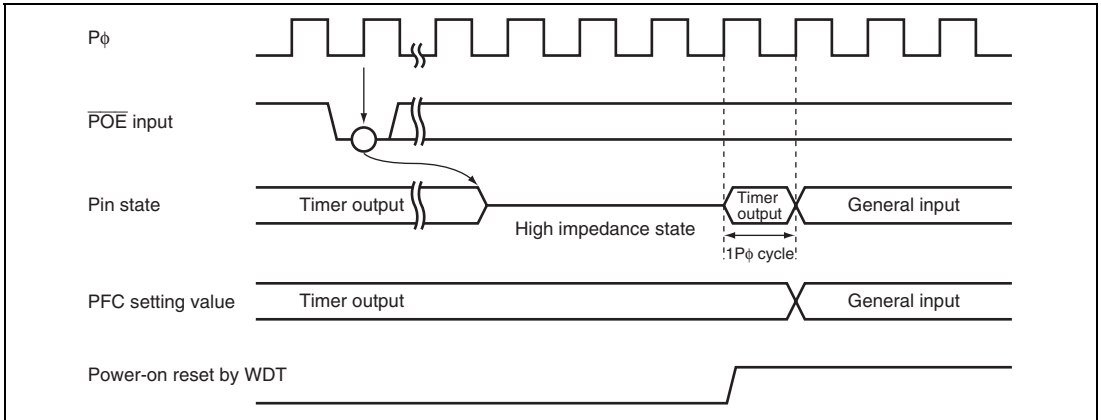 Pϕ
P̅O̅E̅ input
Pin state
Timer output
High impedance state
Timer
output
General input
1Pϕ cycle
PFC setting value
Timer output
General input
Power-on reset by WDT